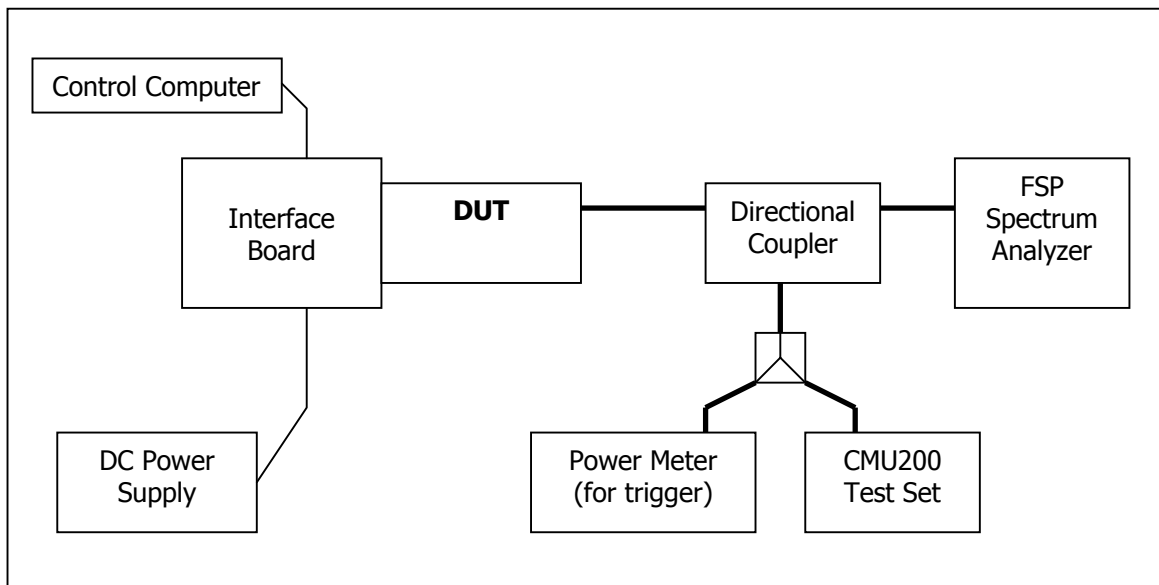 Control Computer
Interface
Board
DUT
Directional
Coupler
FSP
Spectrum
Analyzer
DC Power
Supply
Power Meter
(for trigger)
CMU200
Test Set